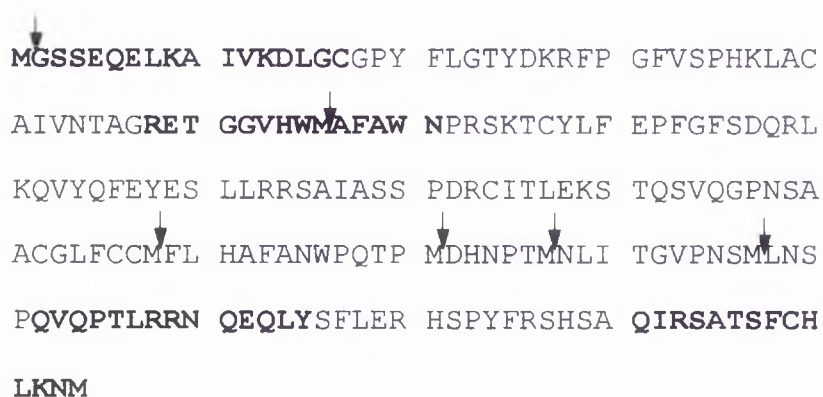 MGSSEQELKA IVKDLGCGPY FLGTYDKRFP GFVSPHKLAC
AIVNTAGRET GGVHWMAFAW NPRSKTCYLF EPFGFSDQRL
KQVYQFEYES LLRRSAIASS PDRCITLEKS TQSVQGPNSA
ACGLFCCMFL HAFANWPQTP MDHNPTMNLI TGVPNSMLNS
PQVQPTLRRN QEQLYSFLER HSPYFRSHSA QIRSATSFCH
LKNM